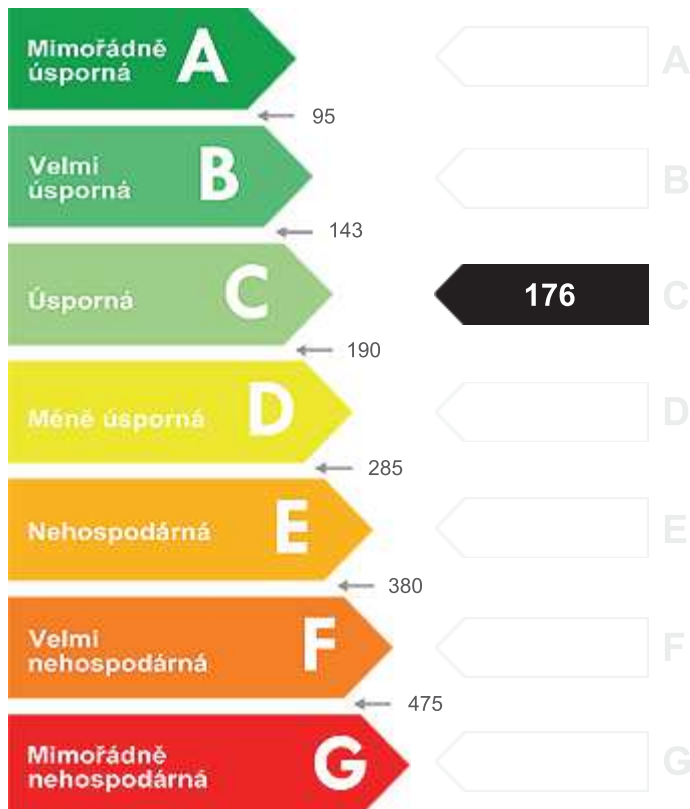 Mimořádně
úsporná
A
A
95
Velmi
úsporná
B
B
143
Úsporná
C
176
C
190
Méně úsporná
D
D
285
Nehospodárná
E
E
380
Velmi
nehospodárná
F
F
475
Mimořádně
nehospodárná
G
G